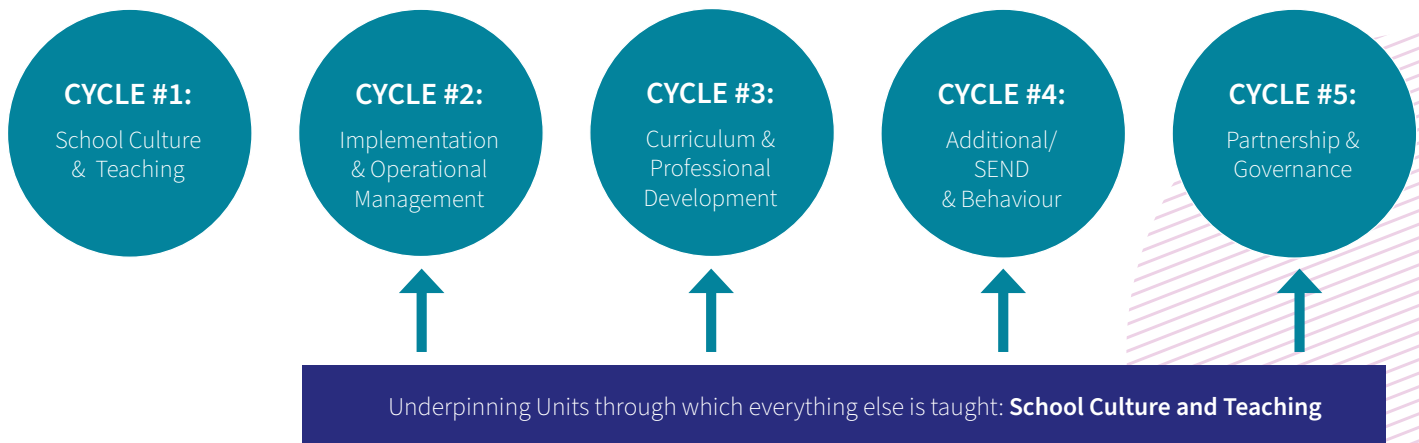 CYCLE #1:
School Culture
& Teaching
CYCLE #2:
Implementation
& Operational
Management
CYCLE #3:
Curriculum &
Professional
Development
CYCLE #4:
Additional/
SEND
& Behaviour
CYCLE #5:
Partnership &
Governance
Underpinning Units through which everything else is taught: School Culture and Teaching